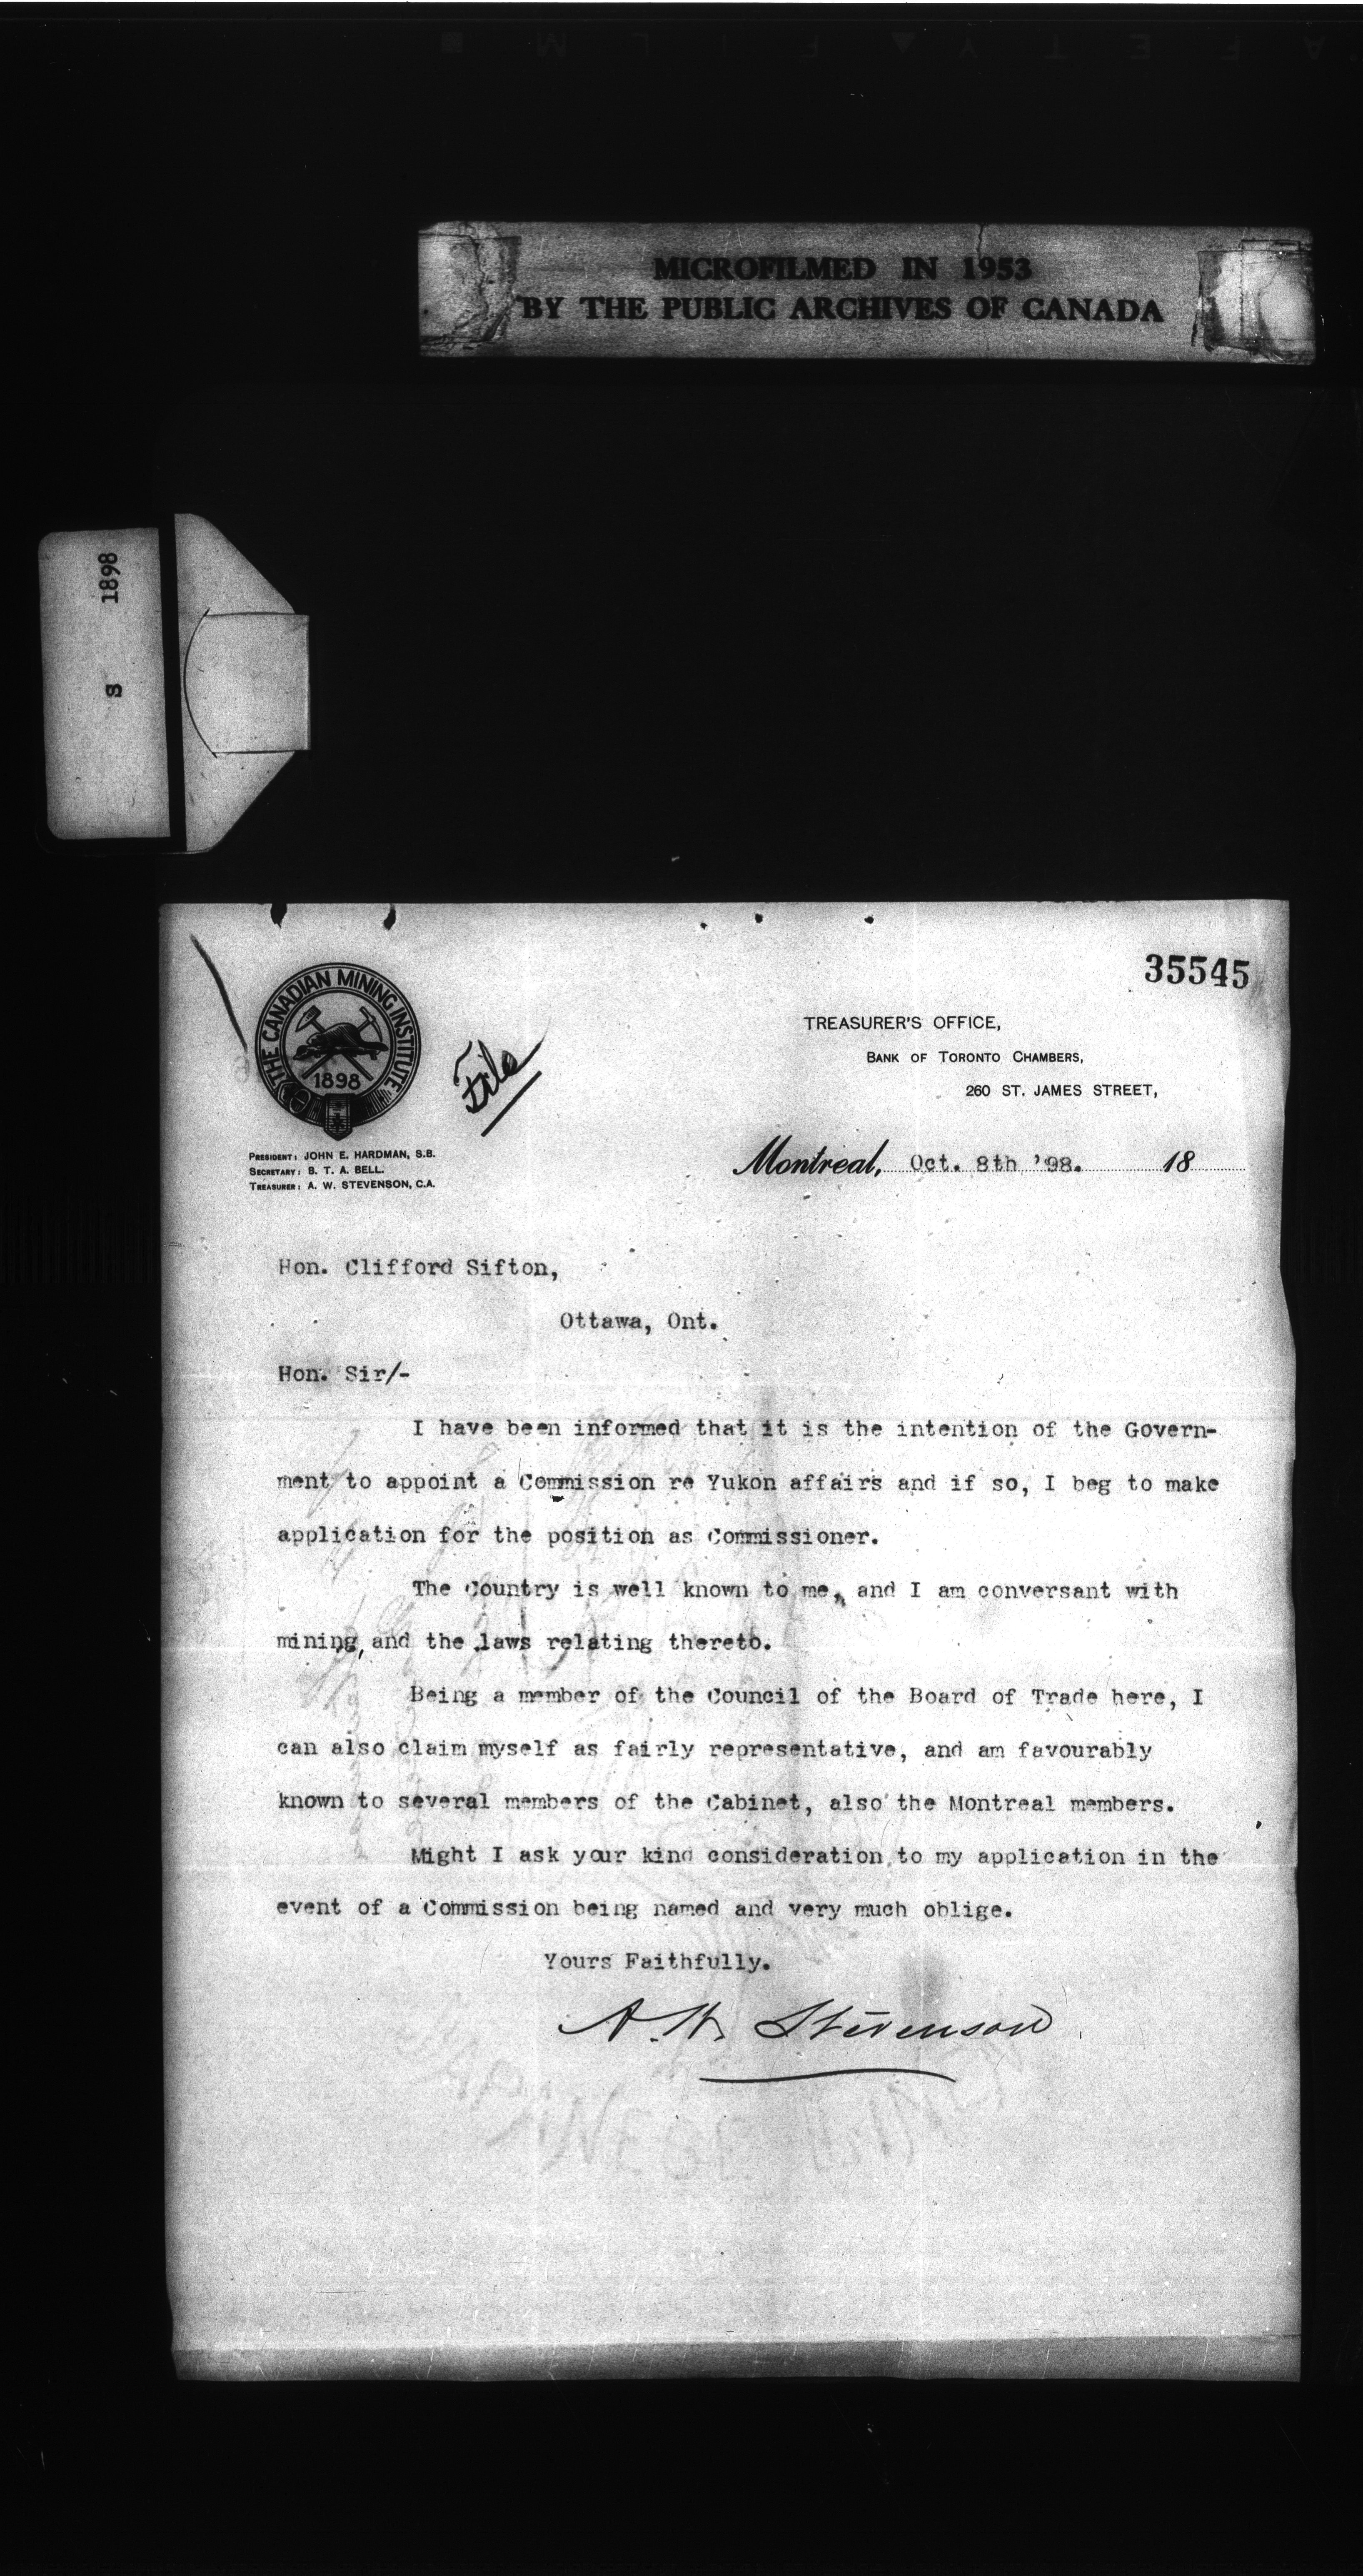 MICROFILMED IN 1953
BY THE PUBLIC ARCHIVES OF CANADA
S 1898
35545
THE CANADIAN MINING INSTITUTE
1898
File
TREASURER'S OFFICE,
BANK OF TORONTO CHAMBERS,
260 ST. JAMES STREET,
PRESIDENT: JOHN E. HARDMAN, S.B.
SECRETARY: B. T. A. BELL.
TREASURER: A. W. STEVENSON, C.A.
Montreal, Oct. 8th '98. 18
Hon. Clifford Sifton,
Ottawa, Ont.
Hon. Sir/-
I have been informed that it is the intention of the Govern-
ment to appoint a Commission re Yukon affairs and if so, I beg to make
application for the position as Commissioner.
The Country is well known to me, and I am conversant with
mining, and the laws relating thereto.
Being a member of the Council of the Board of Trade here, I
can also claim myself as fairly representative, and am favourably
known to several members of the Cabinet, also the Montreal members.
Might I ask your kind consideration to my application in the
event of a Commission being named and very much oblige.
Yours Faithfully.
A. W. Stevenson